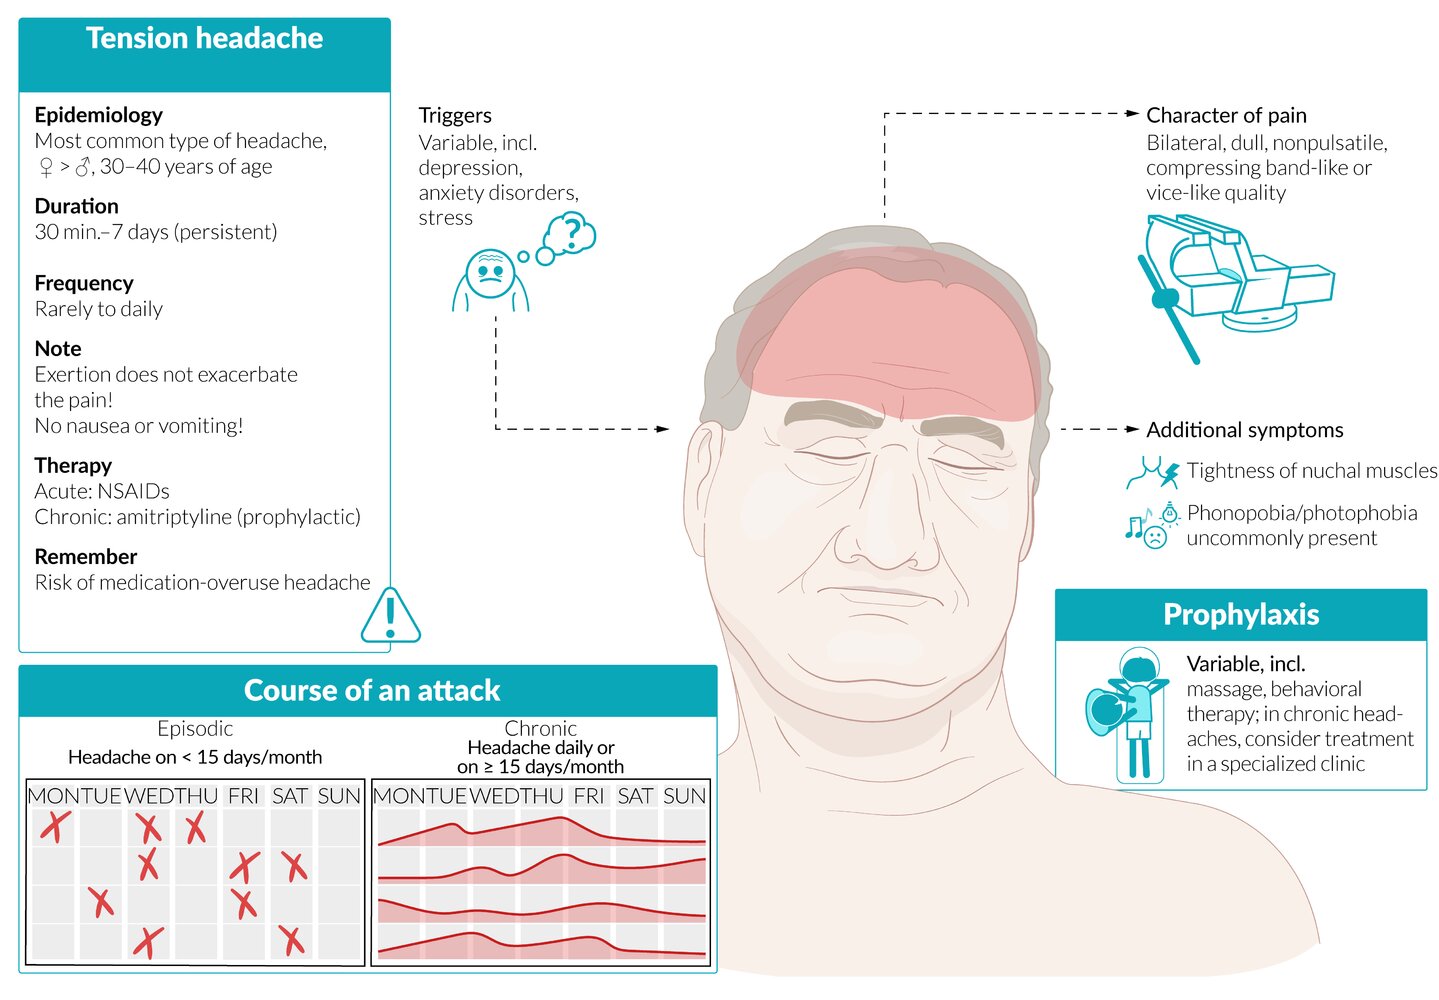 Tension headache
Epidemiology
Most common type of headache,
♀ > ♂, 30–40 years of age
Duration
30 min.–7 days (persistent)
Frequency
Rarely to daily
Note
Exertion does not exacerbate
the pain!
No nausea or vomiting!
Therapy
Acute: NSAIDs
Chronic: amitriptyline (prophylactic)
Remember
Risk of medication-overuse headache
!
Triggers
Variable, incl.
depression,
anxiety disorders,
stress
?
Character of pain
Bilateral, dull, nonpulsatile,
compressing band-like or
vice-like quality
Additional symptoms
Tightness of nuchal muscles
Phonopobia/photophobia
uncommonly present
Prophylaxis
Variable, incl.
massage, behavioral
therapy; in chronic head-
aches, consider treatment
in a specialized clinic
Course of an attack
Episodic
Headache on < 15 days/month
MON TUE WED THU FRI SAT SUN
Chronic
Headache daily or
on ≥ 15 days/month
MON TUE WED THU FRI SAT SUN